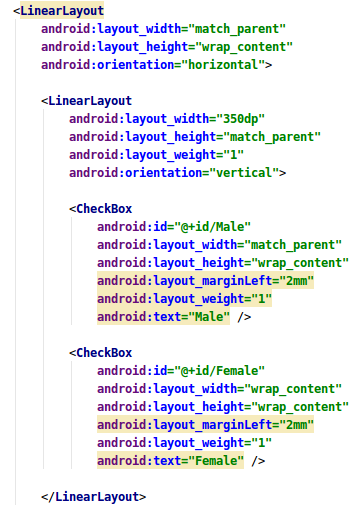 <LinearLayout
    android:layout_width="match_parent"
    android:layout_height="wrap_content"
    android:orientation="horizontal">
    <LinearLayout
        android:layout_width="350dp"
        android:layout_height="match_parent"
        android:layout_weight="1"
        android:orientation="vertical">
        <CheckBox
            android:id="@+id/Male"
            android:layout_width="match_parent"
            android:layout_height="wrap_content"
            android:layout_marginLeft="2mm"
            android:layout_weight="1"
            android:text="Male" />
        <CheckBox
            android:id="@+id/Female"
            android:layout_width="wrap_content"
            android:layout_height="wrap_content"
            android:layout_marginLeft="2mm"
            android:layout_weight="1"
            android:text="Female" />
    </LinearLayout>